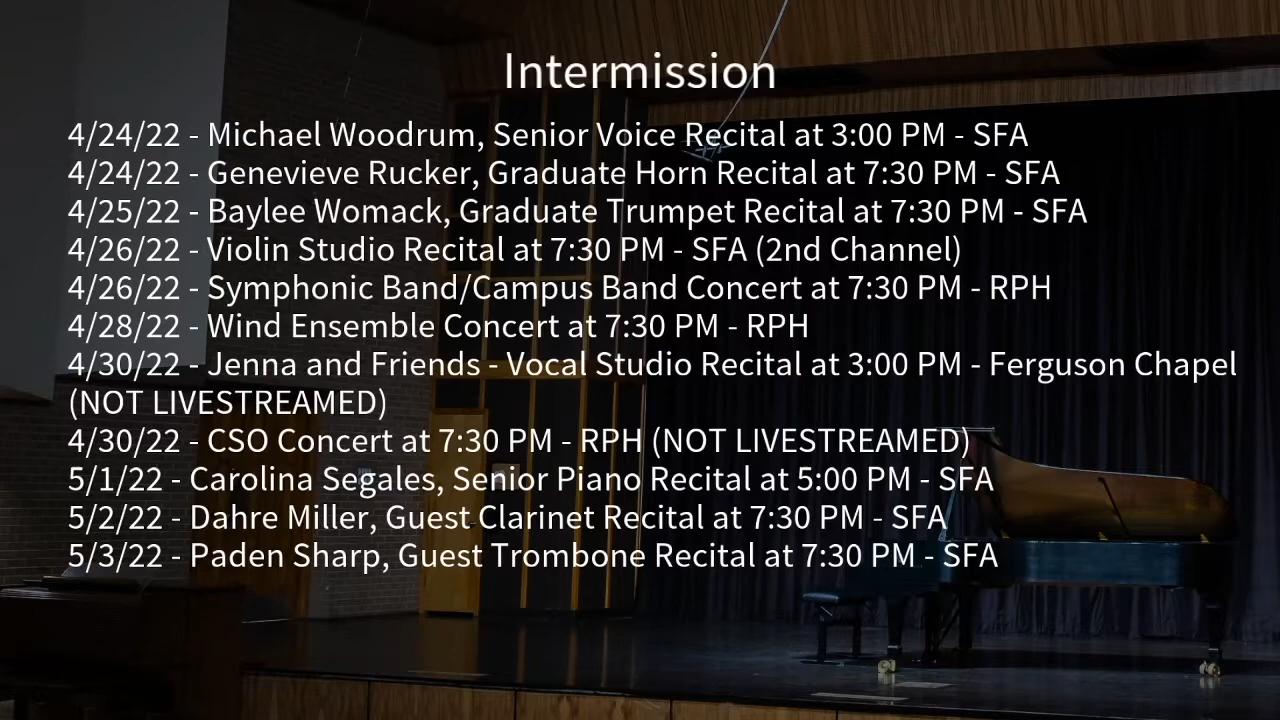 Intermission
4/24/22 - Michael Woodrum, Senior Voice Recital at 3:00 PM - SFA
4/24/22 - Genevieve Rucker, Graduate Horn Recital at 7:30 PM - SFA
4/25/22 - Baylee Womack, Graduate Trumpet Recital at 7:30 PM - SFA
4/26/22 - Violin Studio Recital at 7:30 PM - SFA (2nd Channel)
4/26/22 - Symphonic Band/Campus Band Concert at 7:30 PM - RPH
4/28/22 - Wind Ensemble Concert at 7:30 PM - RPH
4/30/22 - Jenna and Friends - Vocal Studio Recital at 3:00 PM - Ferguson Chapel
(NOT LIVESTREAMED)
4/30/22 - CSO Concert at 7:30 PM - RPH (NOT LIVESTREAMED)
5/1/22 - Carolina Segales, Senior Piano Recital at 5:00 PM - SFA
5/2/22 - Dahre Miller, Guest Clarinet Recital at 7:30 PM - SFA
5/3/22 - Paden Sharp, Guest Trombone Recital at 7:30 PM - SFA